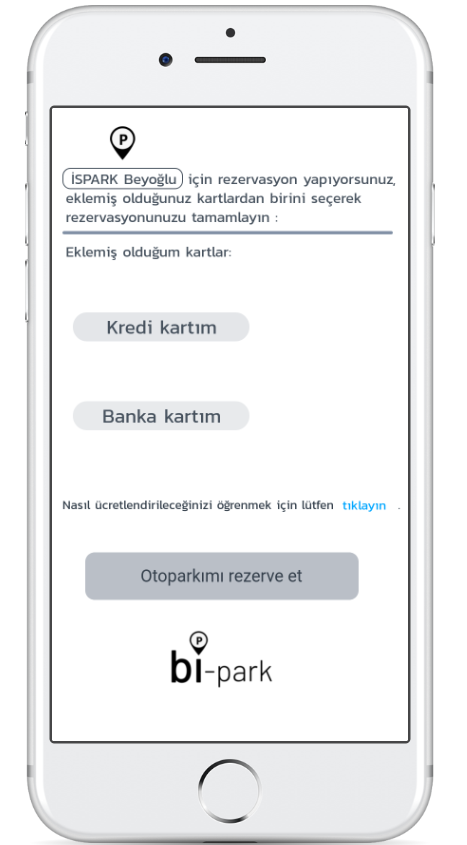 P
İSPARK Beyoğlu için rezervasyon yapıyorsunuz,
eklemiş olduğunuz kartlardan birini seçerek
rezervasyonunuzu tamamlayın :
Eklemiş olduğum kartlar:
Kredi kartım
Banka kartım
Nasıl ücretlendirileceğinizi öğrenmek için lütfen tıklayın .
Otoparkımı rezerve et
P
bi-park